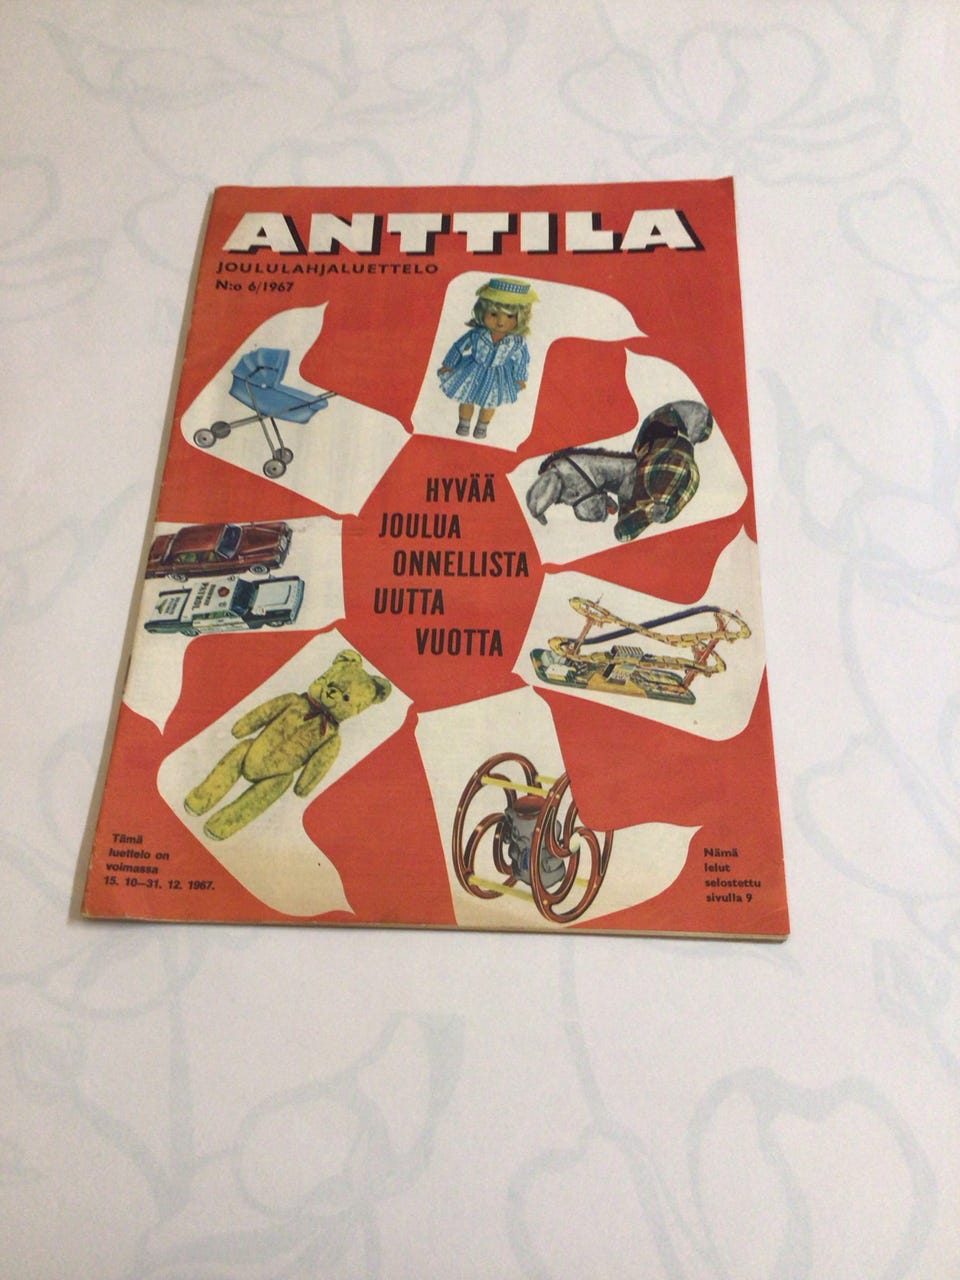 ANTTILA
JOULULAHJALUETTELO
N:o 6/1967
HYVÄÄ
JOULUA
ONNELLISTA
UUTTA
VUOTTA
Tämä
luettelo on
voimassa
15. 10—31. 12. 1967.
Nämä
lelut
selostettu
sivulla 9